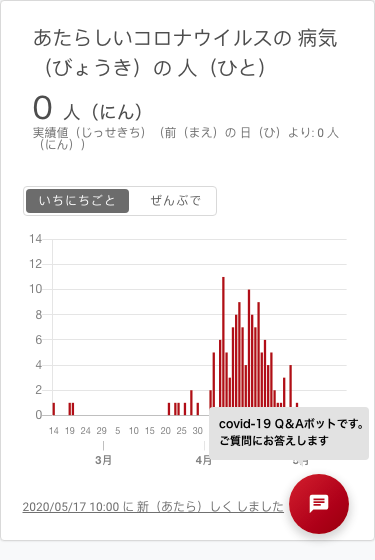 あたらしいコロナウイルスの 病気
（びょうき）の 人（ひと）
0 人（にん）
実績値（じっせきち）（前（まえ）の 日（ひ）より: 0 人
（にん））
いちにちごと ぜんぶで
14
12
10
8
6
4
2
0
14 19 24 29 5 10 15 20 25 30
3月 4月
covid-19 Q＆Aボットです。
ご質問にお答えします
2020/05/17 10:00 に 新（あたら）しく しました